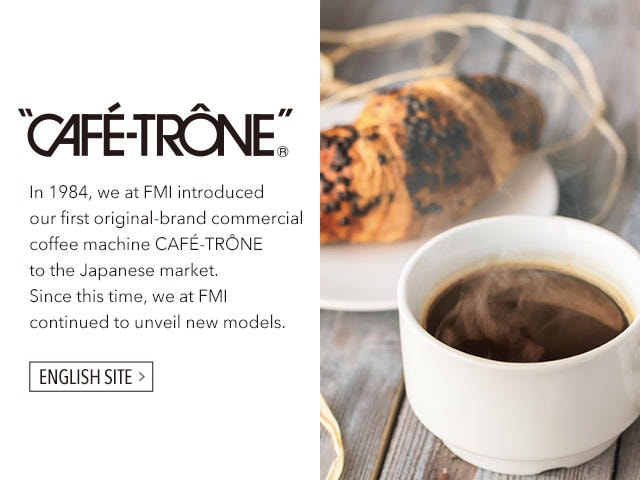 "CAFÉ-TRÔNE"®
In 1984, we at FMI introduced
our first original-brand commercial
coffee machine CAFÉ-TRÔNE
to the Japanese market.
Since this time, we at FMI
continued to unveil new models.
ENGLISH SITE >